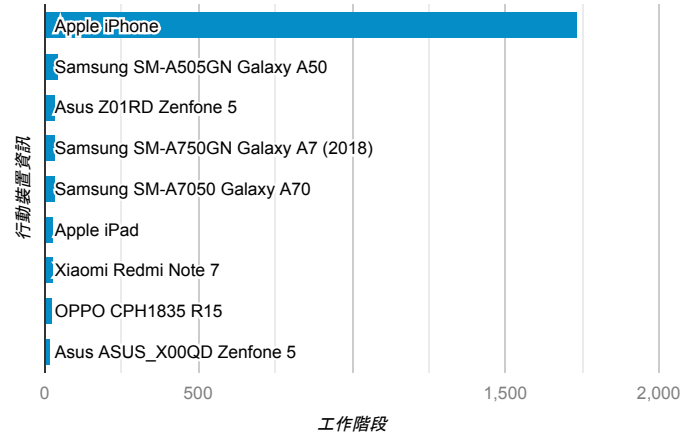 Apple iPhone
Samsung SM-A505GN Galaxy A50
Asus Z01RD Zenfone 5
Samsung SM-A750GN Galaxy A7 (2018)
Samsung SM-A7050 Galaxy A70
Apple iPad
Xiaomi Redmi Note 7
OPPO CPH1835 R15
Asus ASUS_X00QD Zenfone 5
行動裝置資訊
0 500 1,500 2,000
工作階段